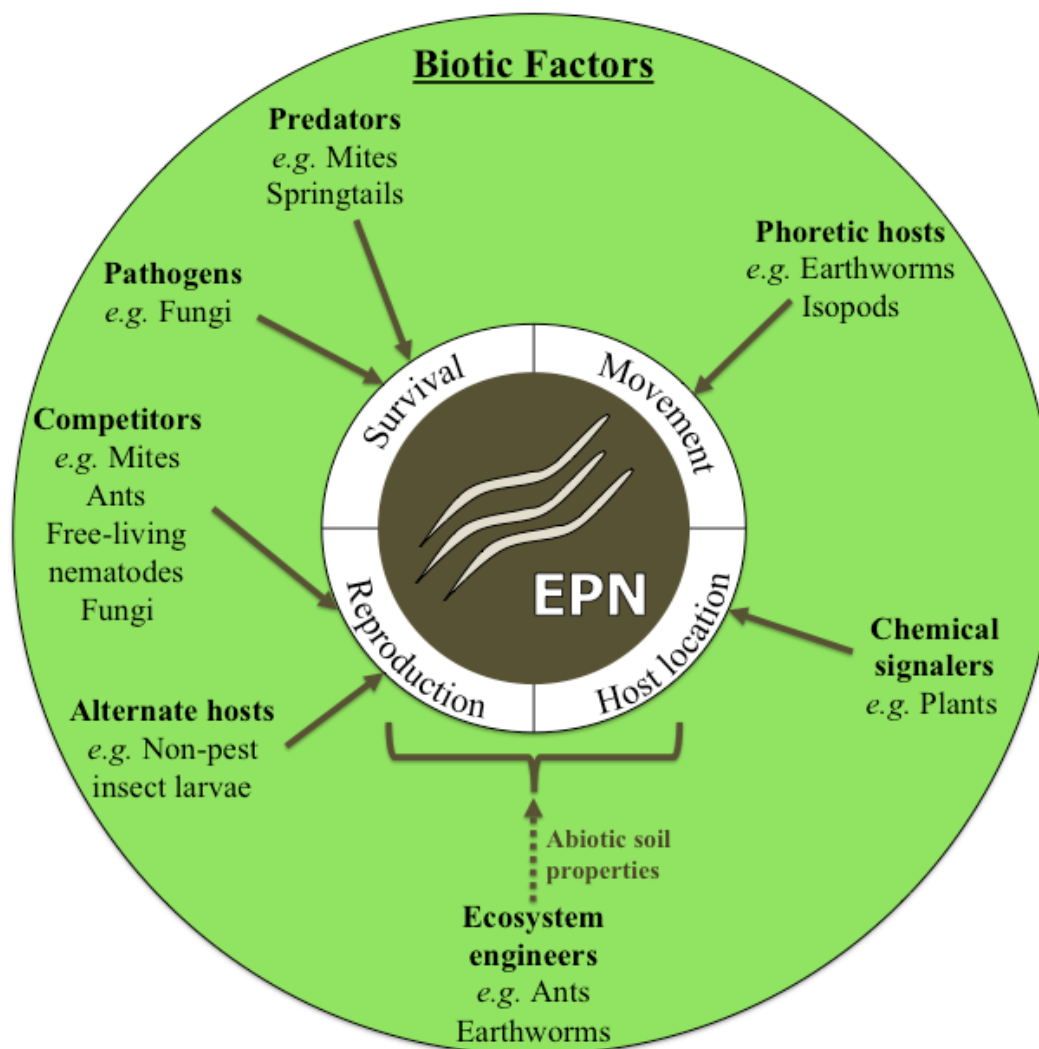 Biotic Factors
Predators
e.g. Mites
Springtails
Phoretic hosts
e.g. Earthworms
Isopods
Pathogens
e.g. Fungi
Survival
Movement
Competitors
e.g. Mites
Ants
Free-living
nematodes
Fungi
EPN
Reproduction
Host location
Chemical
signalers
e.g. Plants
Alternate hosts
e.g. Non-pest
insect larvae
Abiotic soil
properties
Ecosystem
engineers
e.g. Ants
Earthworms